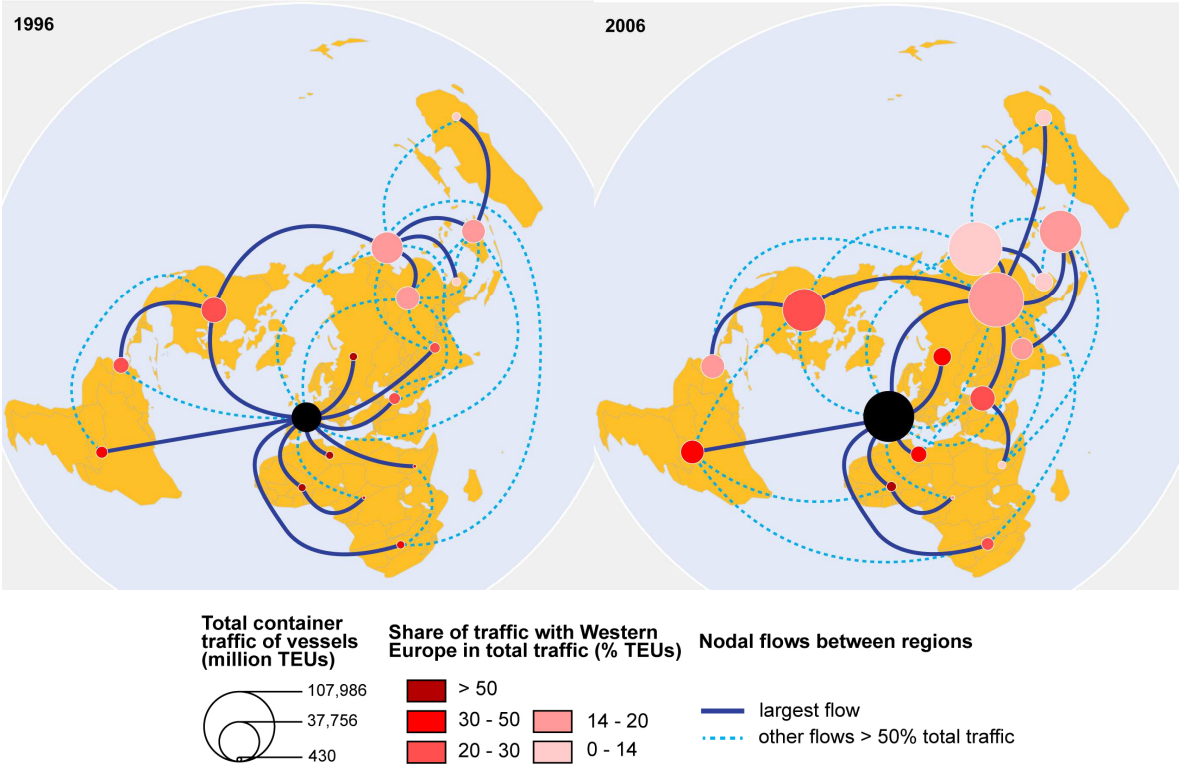 1996
2006
Total container
traffic of vessels
(million TEUs)
107,986
37,756
430
Share of traffic with Western
Europe in total traffic (% TEUs)
> 50
30 - 50
20 - 30
14 - 20
0 - 14
Nodal flows between regions
largest flow
other flows > 50% total traffic